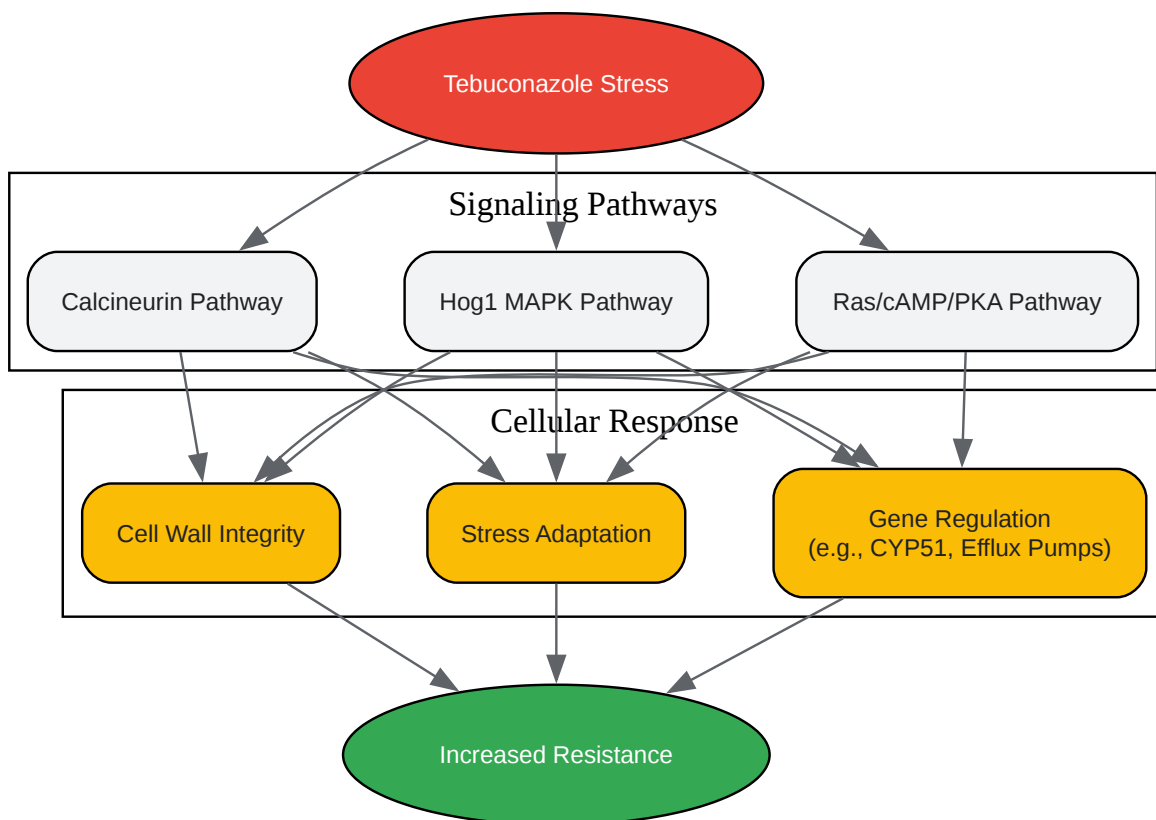 Tebuconazole Stress
Signaling Pathways
Calcineurin Pathway
Hog1 MAPK Pathway
Ras/cAMP/PKA Pathway
Cellular Response
Cell Wall Integrity
Stress Adaptation
Gene Regulation
(e.g., CYP51, Efflux Pumps)
Increased Resistance